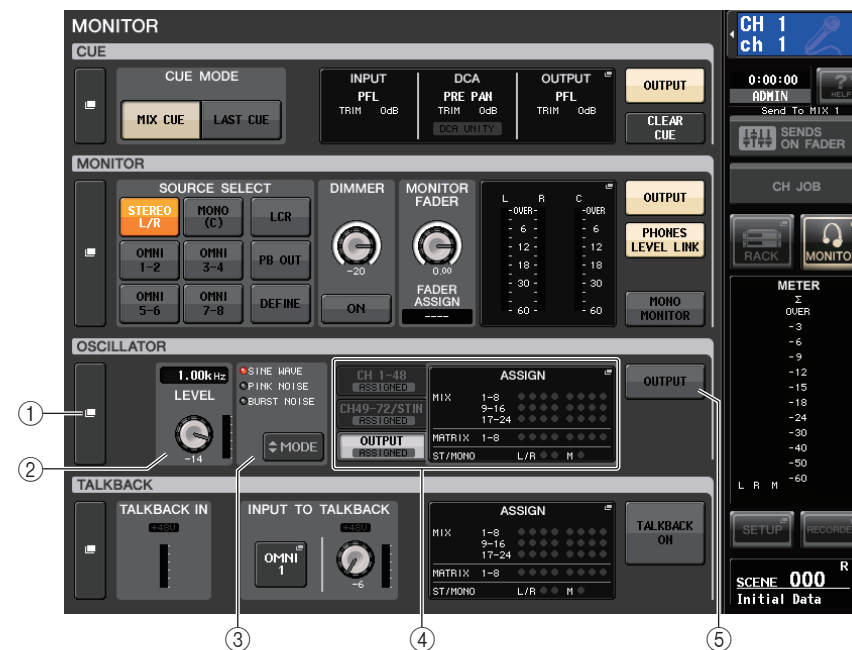 MONITOR
CUE
CUE MODE
MIX CUE
LAST CUE
INPUT
PFL
TRIM 0dB
DCA
PRE PAN
TRIM 0dB
DCA UNITY
OUTPUT
PFL
TRIM 0dB
OUTPUT
CLEAR
CUE
MONITOR
SOURCE SELECT
STEREO
L/R
MONO
(C)
LCR
OMNI
1-2
OMNI
3-4
PB OUT
OMNI
5-6
OMNI
7-8
DEFINE
DIMMER
-20
ON
MONITOR
FADER
0.00
FADER
ASSIGN
----
L R C
-OVER- -OVER
- 6 - - 6
- 12 - - 12
- 18 - - 18
- 30 - - 30
- 60 - - 60
OUTPUT
PHONES
LEVEL LINK
MONO
MONITOR
OSCILLATOR
1.00kHz
LEVEL
-14
SINE WAVE
PINK NOISE
BURST NOISE
MODE
CH 1-48
ASSIGNED
CH49-72/STIN
ASSIGNED
OUTPUT
ASSIGNED
ASSIGN
MIX 1-8
9-16
17-24
MATRIX 1-8
ST/MONO L/R M
OUTPUT
TALKBACK
TALKBACK IN
+48V
INPUT TO TALKBACK
+48V
OMNI
1
-6
ASSIGN
MIX 1-8
9-16
17-24
MATRIX 1-8
ST/MONO L/R M
TALKBACK
ON
CH 1
ch 1
0:00:00
ADMIN
?
HELP
Send To MIX 1
SENDS
ON FADER
CH JOB
RACK
MONITO
METER
Σ
OVER
-3
-6
-9
-12
-15
-18
-24
-30
-40
-50
-60
L R M
SETUP
RECORDE
R
SCENE 000
Initial Data
①
②
③
④
⑤